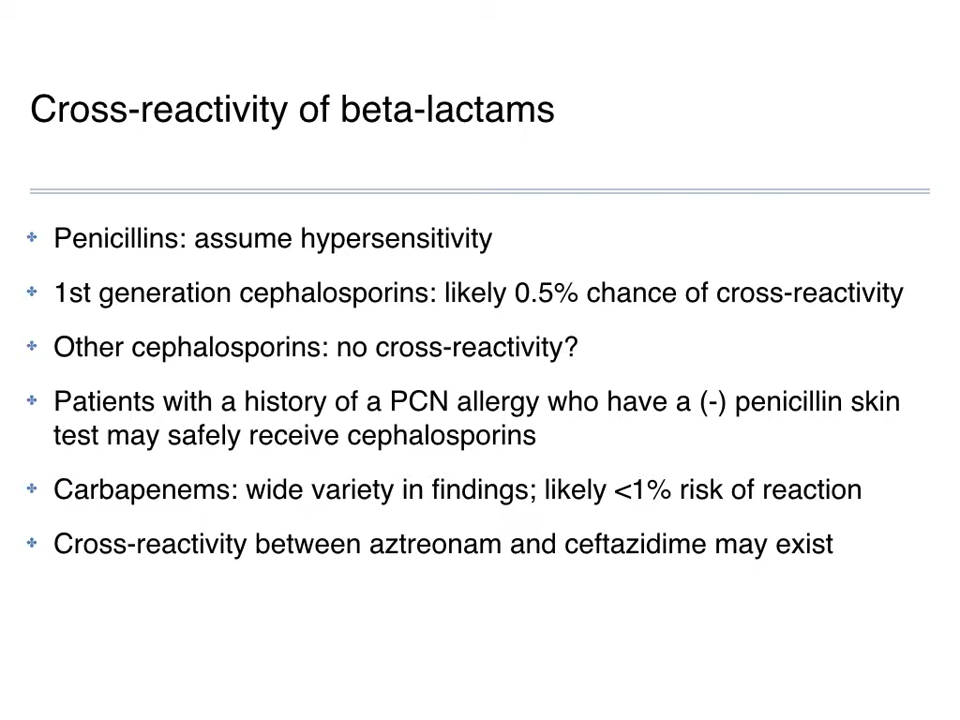 Cross-reactivity of beta-lactams
Penicillins: assume hypersensitivity
1st generation cephalosporins: likely 0.5% chance of cross-reactivity
Other cephalosporins: no cross-reactivity?
Patients with a history of a PCN allergy who have a (-) penicillin skin
test may safely receive cephalosporins
Carbapenems: wide variety in findings; likely <1% risk of reaction
Cross-reactivity between aztreonam and ceftazidime may exist